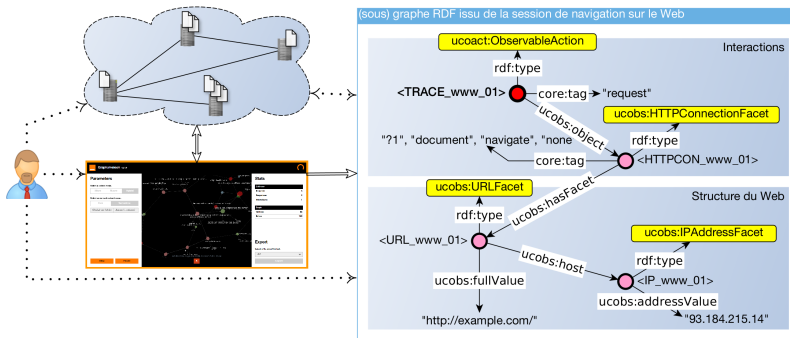 (sous) graphe RDF issu de la session de navigation sur le Web
Interactions
ucoact:ObservableAction
rdf:type
<TRACE_www_01>
core:tag
"request"
ucobs:object
ucobs:HTTPConnectionFacet
rdf:type
"?1", "document", "navigate", "none
core:tag
<HTTPCON_www_01>
ucobs:hasFacet
Structure du Web
ucobs:URLFacet
rdf:type
<URL_www_01>
ucobs:host
ucobs:IPAddressFacet
rdf:type
<IP_www_01>
ucobs:fullValue
ucobs:addressValue
"http://example.com/"
"93.184.215.14"
Parameters
Stats
Export